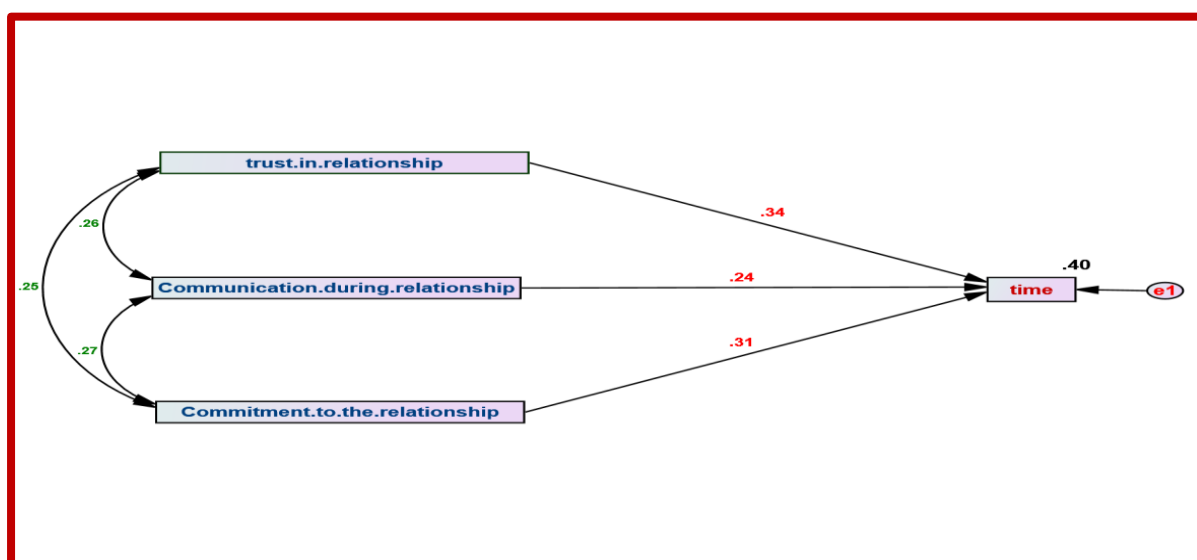 trust.in.relationship
.34
.26
.40
.25
Communication.during.relationship
.24
time
e1
.27
.31
Commitment.to.the.relationship